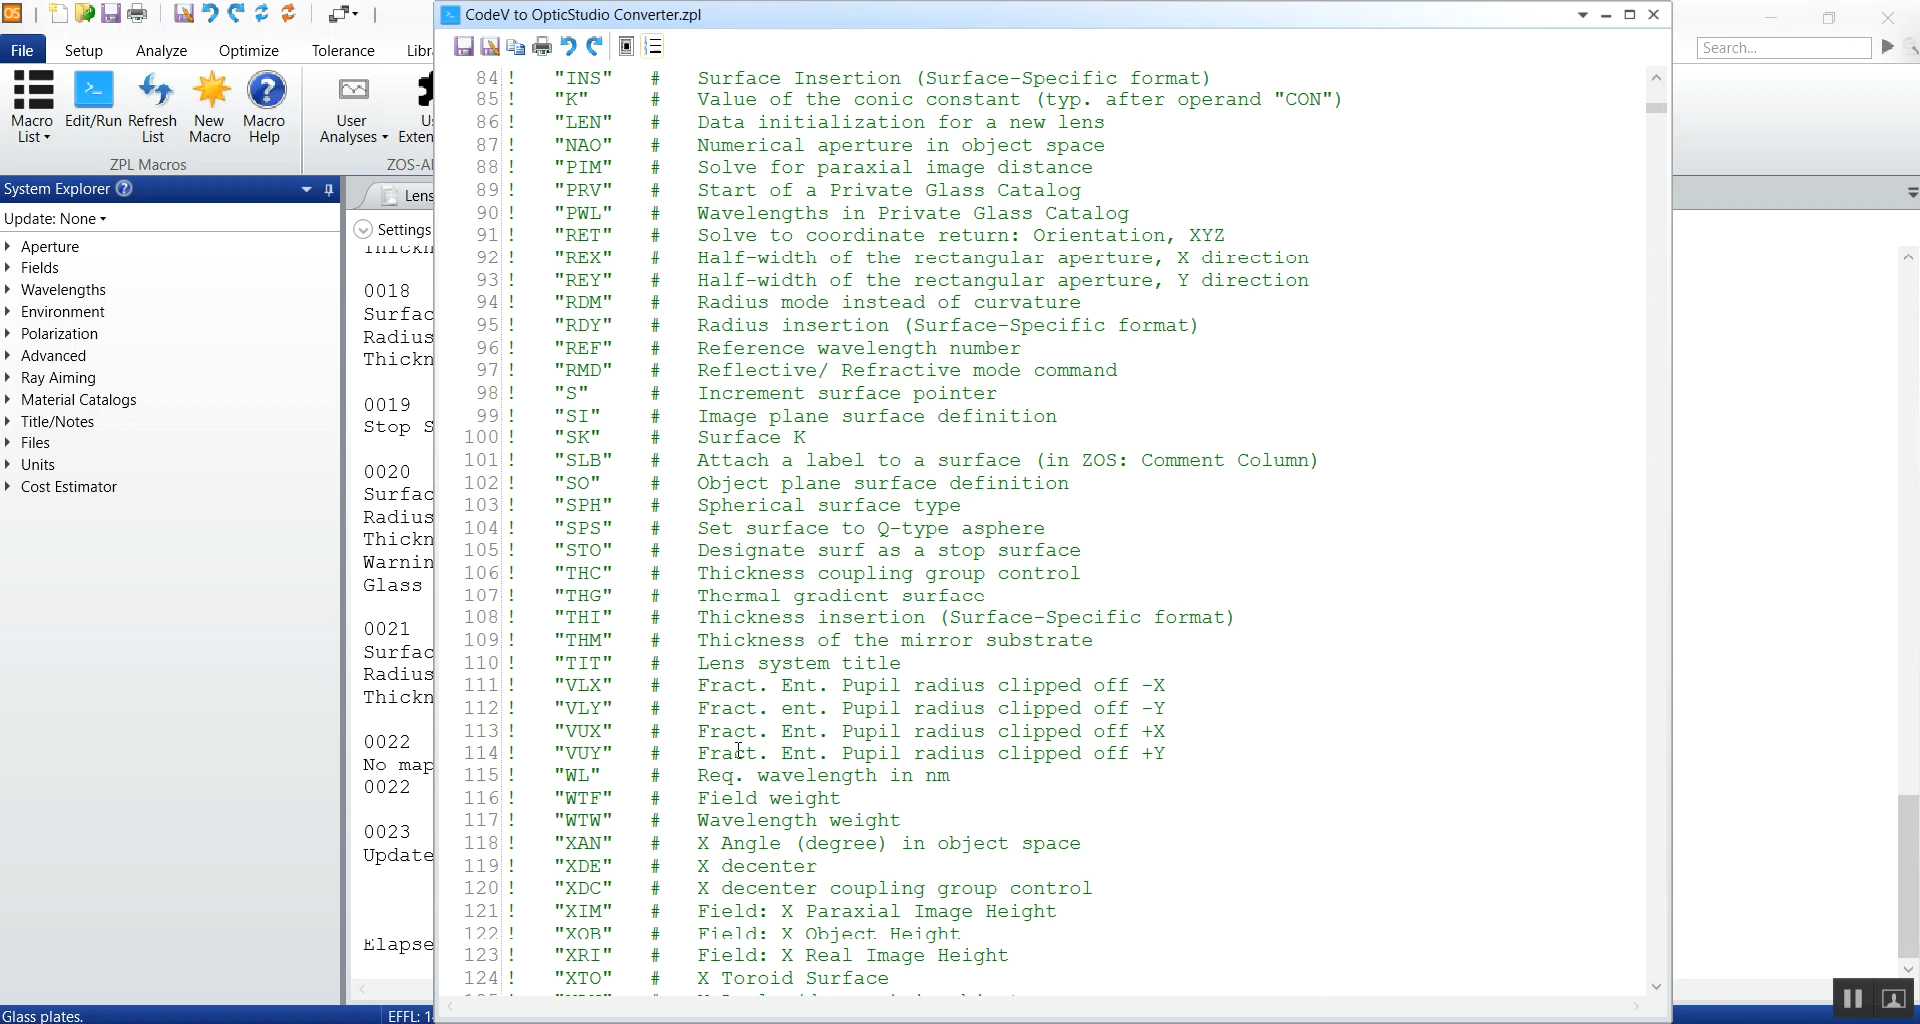 CodeV to OpticStudio Converter.zpl
File Setup Analyze Optimize Tolerance
Search...
Macro List
Edit/Run
Refresh List
New Macro
Macro Help
User Analyses
ZPL Macros
System Explorer
Update: None
Aperture
Fields
Wavelengths
Environment
Polarization
Advanced
Ray Aiming
Material Catalogs
Title/Notes
Files
Units
Cost Estimator
Settings
0018
0019
0020
Glass
0021
0022
0022
0023
84! "INS" # Surface Insertion (Surface-Specific format)
85! "K" # Value of the conic constant (typ. after operand "CON")
86! "LEN" # Data initialization for a new lens
87! "NAO" # Numerical aperture in object space
88! "PIM" # Solve for paraxial image distance
89! "PRV" # Start of a Private Glass Catalog
90! "PWL" # Wavelengths in Private Glass Catalog
91! "RET" # Solve to coordinate return: Orientation, XYZ
92! "REX" # Half-width of the rectangular aperture, X direction
93! "REY" # Half-width of the rectangular aperture, Y direction
94! "RDM" # Radius mode instead of curvature
95! "RDY" # Radius insertion (Surface-Specific format)
96! "REF" # Reference wavelength number
97! "RMD" # Reflective/ Refractive mode command
98! "S" # Increment surface pointer
99! "SI" # Image plane surface definition
100! "SK" # Surface K
101! "SLB" # Attach a label to a surface (in ZOS: Comment Column)
102! "SO" # Object plane surface definition
103! "SPH" # Spherical surface type
104! "SPS" # Set surface to Q-type asphere
105! "STO" # Designate surf as a stop surface
106! "THC" # Thickness coupling group control
107! "THG" # Thermal gradient surface
108! "THI" # Thickness insertion (Surface-Specific format)
109! "THM" # Thickness of the mirror substrate
110! "TIT" # Lens system title
111! "VLX" # Fract. Ent. Pupil radius clipped off -X
112! "VLY" # Fract. ent. Pupil radius clipped off -Y
113! "VUX" # Fract. Ent. Pupil radius clipped off +X
114! "VUY" # Fract. Ent. Pupil radius clipped off +Y
115! "WL" # Req. wavelength in nm
116! "WTF" # Field weight
117! "WTW" # Wavelength weight
118! "XAN" # X Angle (degree) in object space
119! "XDE" # X decenter
120! "XDC" # X decenter coupling group control
121! "XIM" # Field: X Paraxial Image Height
122! "XOB" # Field: X Object Height
123! "XRI" # Field: X Real Image Height
124! "XTO" # X Toroid Surface
Glass plates.
EFFL: